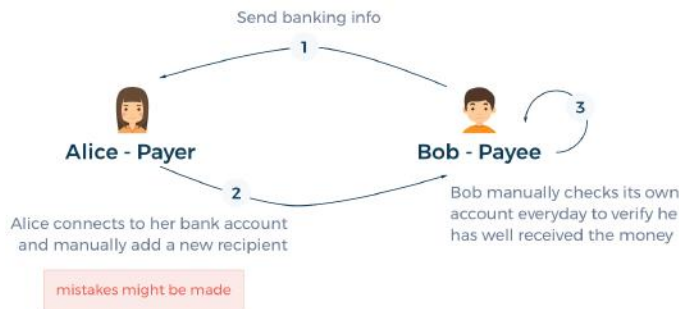 Send banking info
1
Alice - Payer
Bob - Payee
3
2
Alice connects to her bank account
and manually add a new recipient
Bob manually checks its own
account everyday to verify he
has well received the money
mistakes might be made